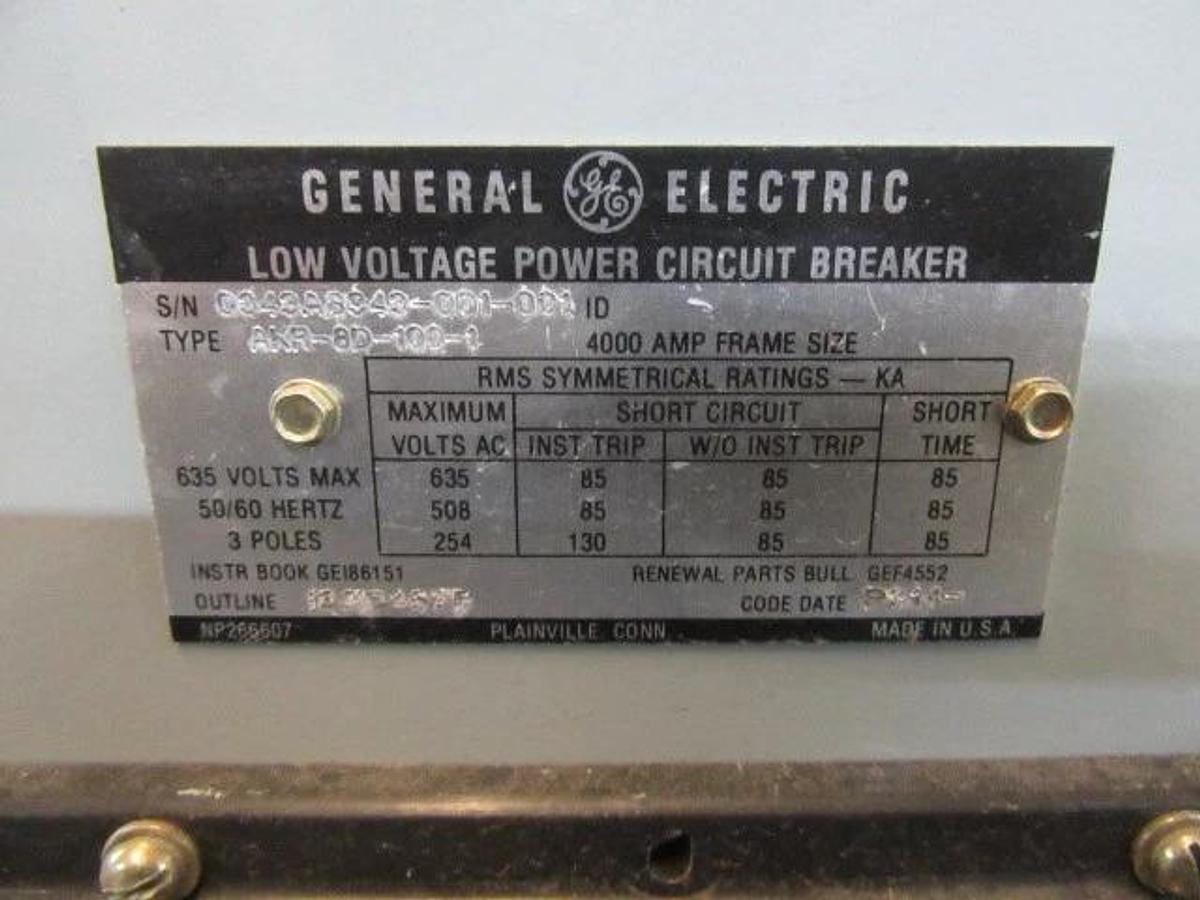 GENERAL GE ELECTRIC
LOW VOLTAGE POWER CIRCUIT BREAKER
S/N ID
TYPE 4000 AMP FRAME SIZE
RMS SYMMETRICAL RATINGS — KA
MAXIMUM SHORT CIRCUIT SHORT
VOLTS AC INST TRIP W/O INST TRIP TIME
635 VOLTS MAX 635 85 85 85
50/60 HERTZ 508 85 85 85
3 POLES 254 130 85 85
INSTR BOOK GEI86151 RENEWAL PARTS BULL. GEF4552
OUTLINE CODE DATE
NP266607 PLAINVILLE CONN MADE IN U.S.A